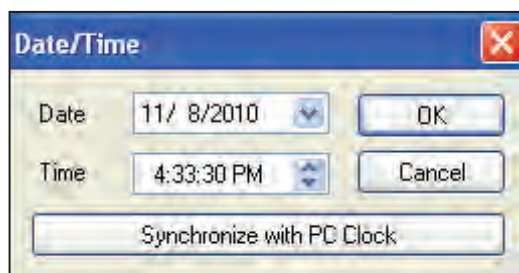 Date/Time
Date 11/ 8/2010 OK
Time 4:33:30 PM Cancel
Synchronize with PC Clock